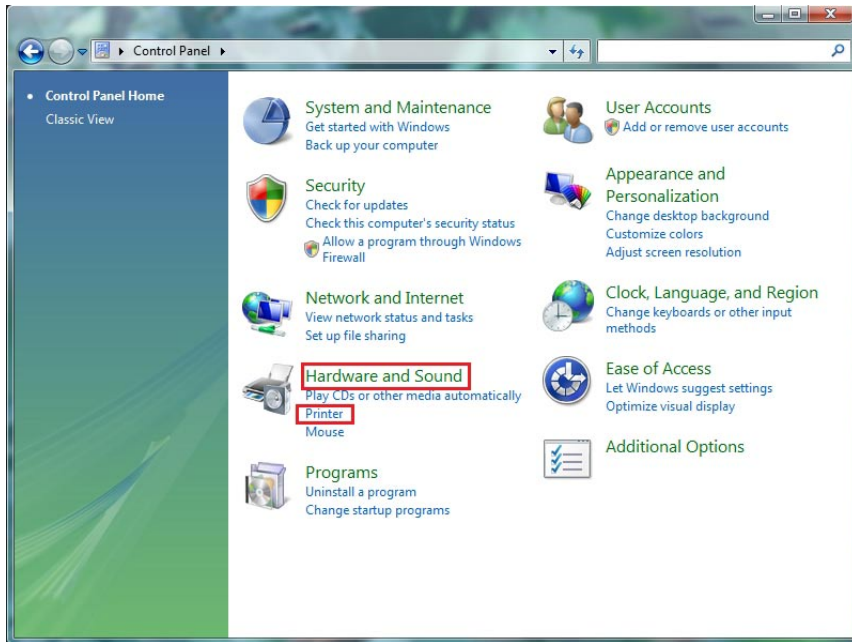 Control Panel
Control Panel Home
Classic View
System and Maintenance
Get started with Windows
Back up your computer
Security
Check for updates
Check this computer's security status
Allow a program through Windows
Firewall
Network and Internet
View network status and tasks
Set up file sharing
Hardware and Sound
Play CDs or other media automatically
Printer
Mouse
Programs
Uninstall a program
Change startup programs
User Accounts
Add or remove user accounts
Appearance and
Personalization
Change desktop background
Customize colors
Adjust screen resolution
Clock, Language, and Region
Change keyboards or other input
methods
Ease of Access
Let Windows suggest settings
Optimize visual display
Additional Options